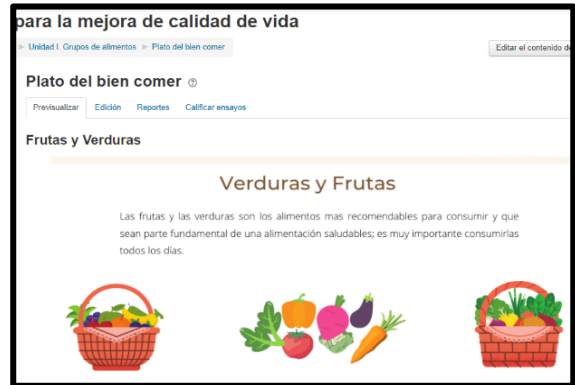 para la mejora de calidad de vida
Unidad I. Grupos de alimentos Plato del bien comer
Editar el contenido de
Plato del bien comer
Previsualizar Edición Reportes Calificar ensayos
Frutas y Verduras
Verduras y Frutas
Las frutas y las verduras son los alimentos mas recomendables para consumir y que
sean parte fundamental de una alimentación saludables; es muy importante consumirlas
todos los días.